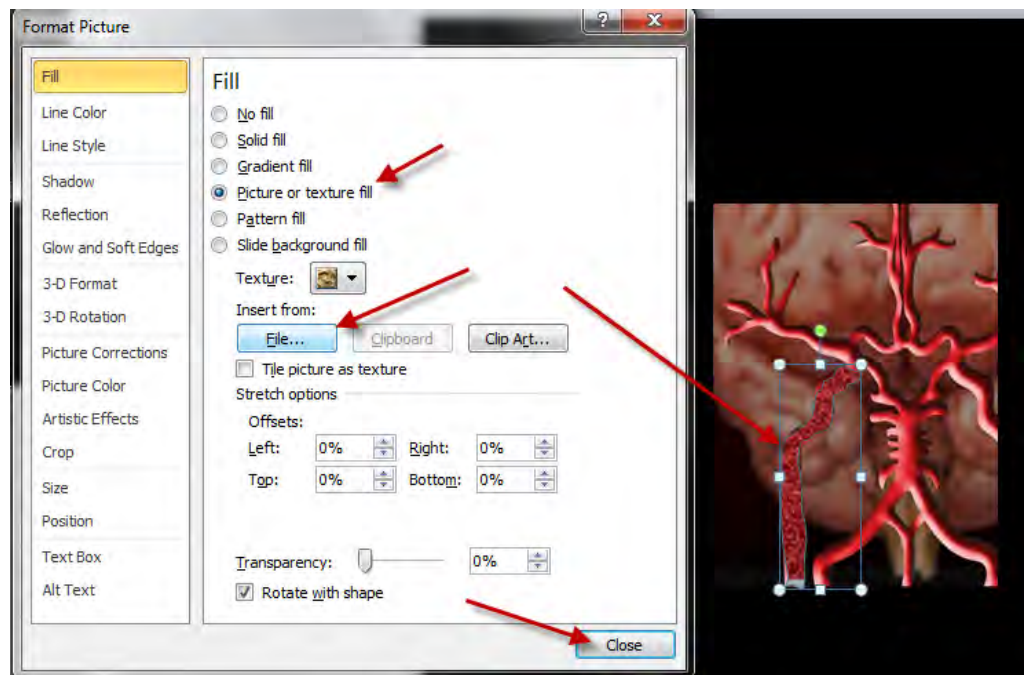 Format Picture
?
X
Fill
Line Color
Line Style
Shadow
Reflection
Glow and Soft Edges
3-D Format
3-D Rotation
Picture Corrections
Picture Color
Artistic Effects
Crop
Size
Position
Text Box
Alt Text
Fill
No fill
Solid fill
Gradient fill
Picture or texture fill
Pattern fill
Slide background fill
Texture:
Insert from:
File... Clipboard Clip Art...
Tile picture as texture
Stretch options
Offsets:
Left: 0% Right: 0%
Top: 0% Bottom: 0%
Transparency: 0%
Rotate with shape
Close